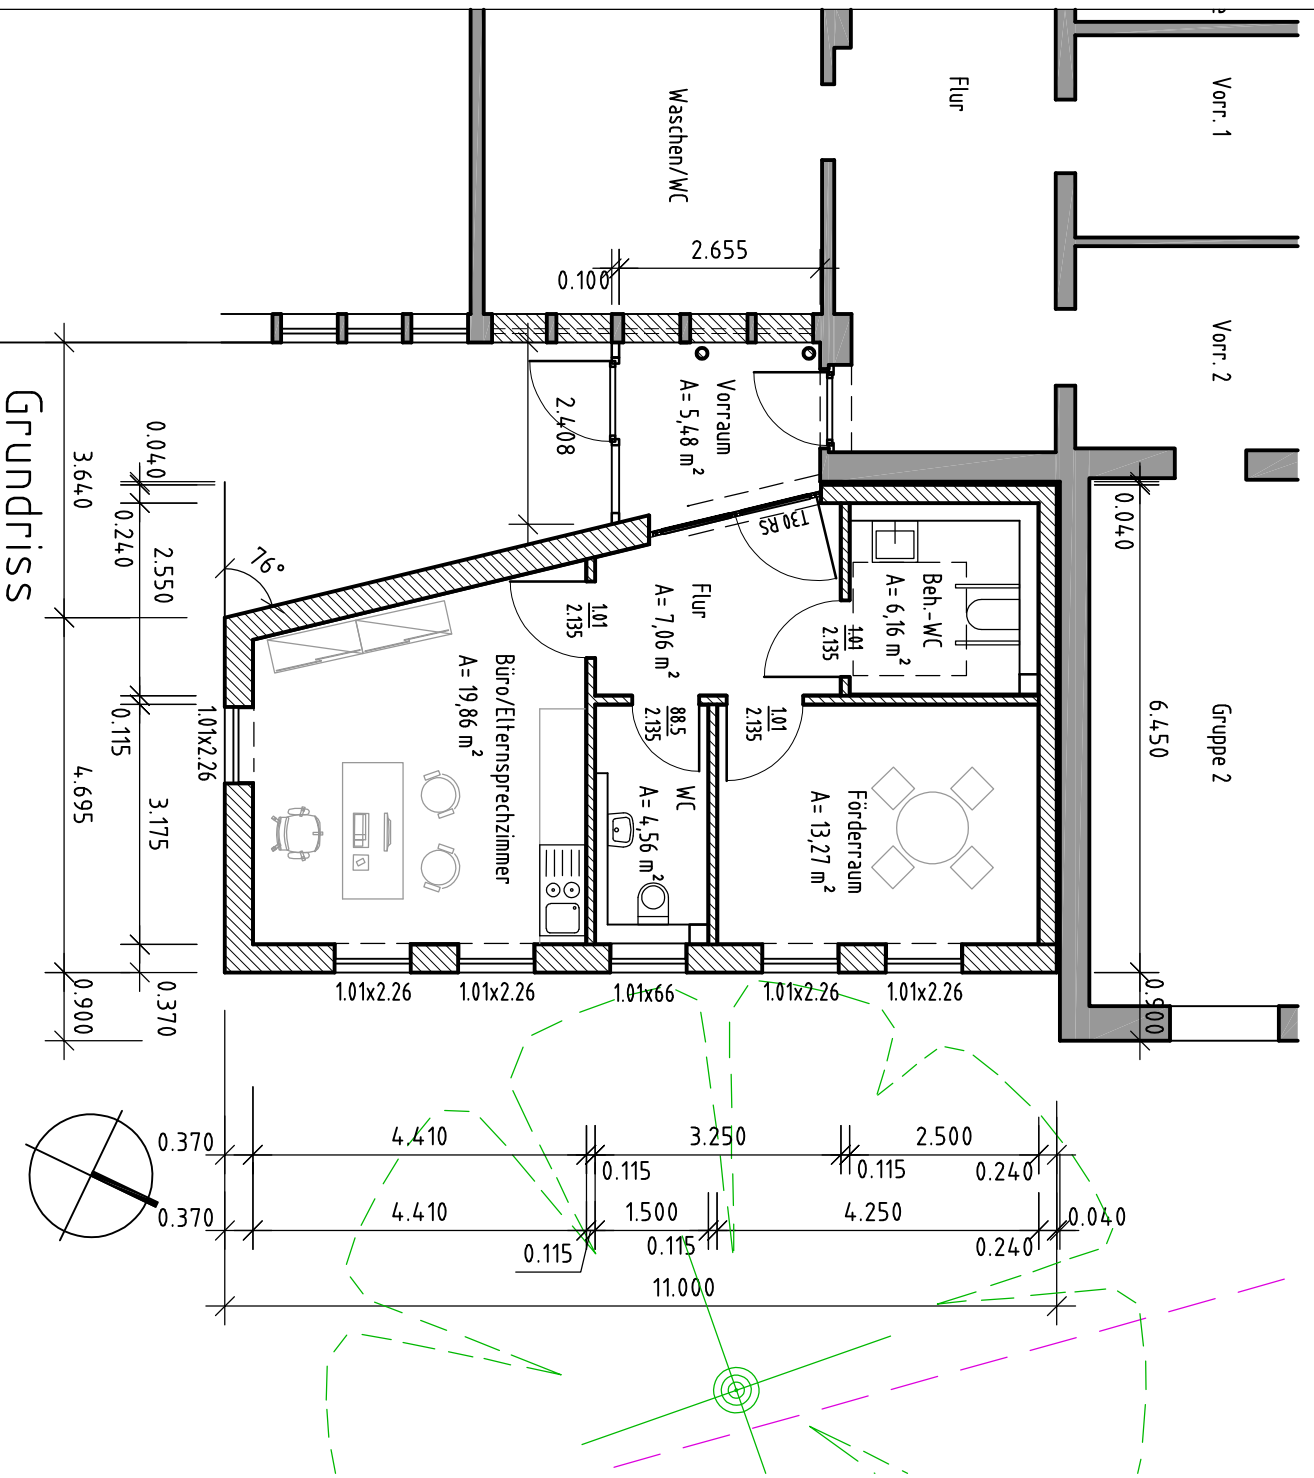 Vorr. 1
Flur
Waschen/WC
Vorr. 2
2.655
0.100
Vorraum
A= 5,48 m²
2.408
Grundriss
0.040
3.640
0.240
2.550
76°
T30 RS
0.040
Beh.-WC
A= 6,16 m²
Flur
A= 7,06 m²
1.01
2.135
1.01
2.135
88.5
2.135
1.01
2.135
Büro/Elternsprechzimmer
A= 19,86 m²
WC
A= 4,56 m²
Förderraum
A= 13,27 m²
Gruppe 2
6.450
1.01x2.26
0.115
4.695
3.175
0.900
0.370
0.900
1.01x2.26
1.01x2.26
1.01x66
1.01x2.26
1.01x2.26
0.370
4.410
3.250
2.500
0.115
0.115
0.240
0.370
4.410
1.500
4.250
0.040
0.115
0.115
0.240
11.000